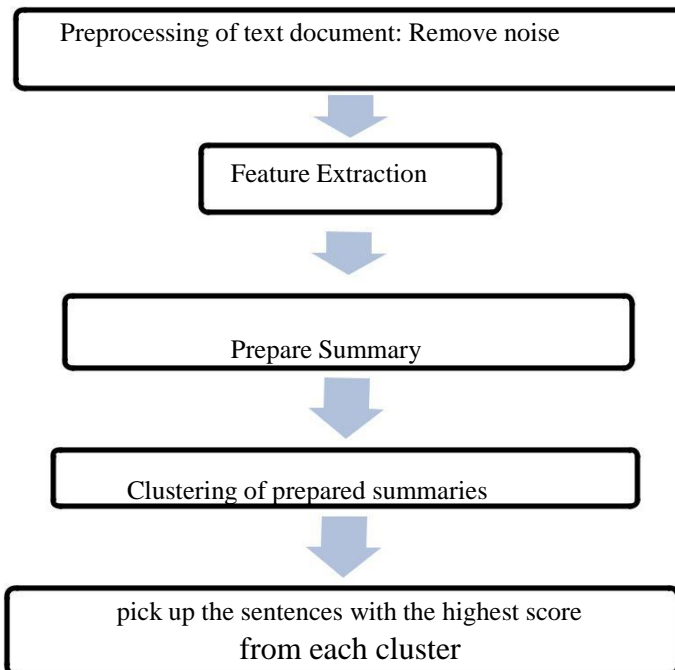 Preprocessing of text document: Remove noise
Feature Extraction
Prepare Summary
Clustering of prepared summaries
pick up the sentences with the highest score
from each cluster